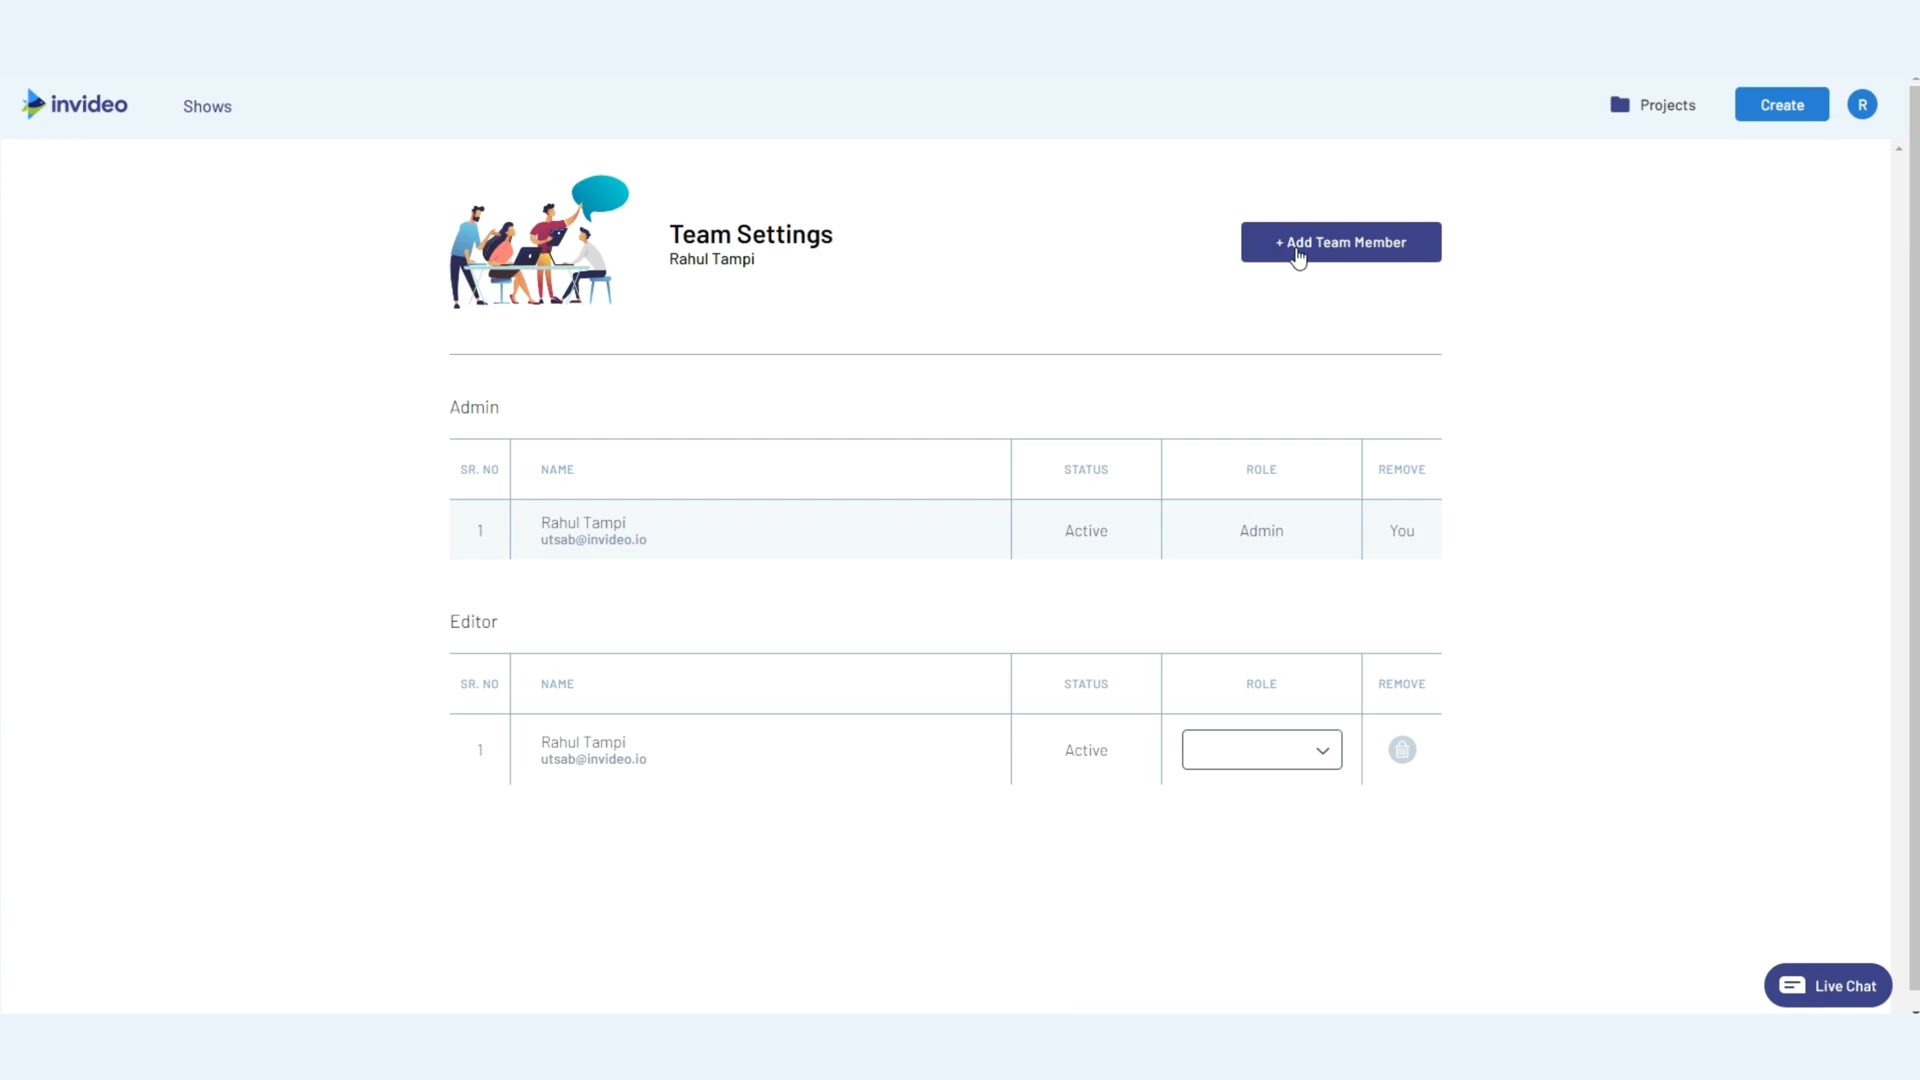 invideo
Shows
Projects
Create
R
Team Settings
Rahul Tampi
+ Add Team Member
Admin
SR. NO NAME STATUS ROLE REMOVE
1 Rahul Tampi Active Admin You
utsab@invideo.io
Editor
SR. NO NAME STATUS ROLE REMOVE
1 Rahul Tampi Active
utsab@invideo.io
Live Chat